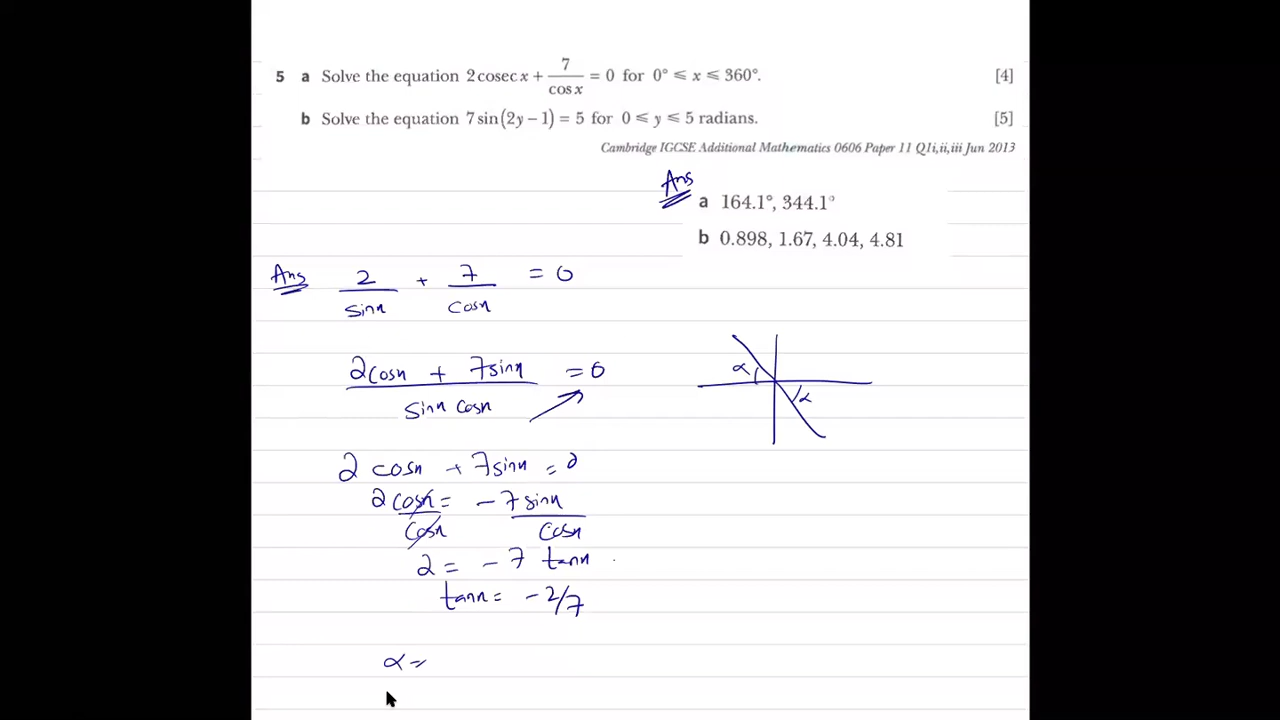 5 a Solve the equation 2 cosec x + 7/cos x = 0 for 0° ⩽ x ⩽ 360°. [4]
b Solve the equation 7 sin(2y − 1) = 5 for 0 ⩽ y ⩽ 5 radians. [5]
Cambridge IGCSE Additional Mathematics 0606 Paper 11 Q1i,ii,iii Jun 2013
Ans
a 164.1°, 344.1°
b 0.898, 1.67, 4.04, 4.81
Ans 2/sinx + 7/cosx = 0
(2cosx + 7sinx)/(sinx cosx) = 0
α α
2 cosx + 7sinx = 0
2cosx/cosx = −7sinx/cosx
2 = −7 tanx
tanx = −2/7
α =